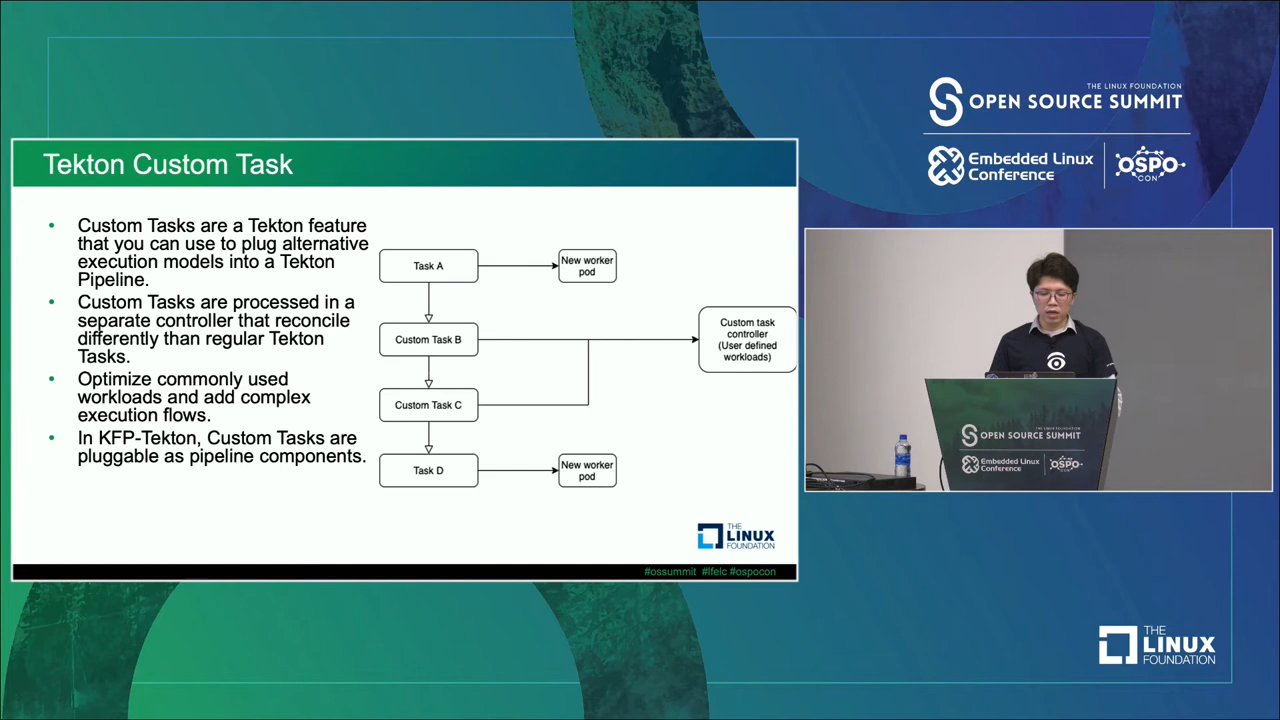 THE LINUX FOUNDATION
OPEN SOURCE SUMMIT
Embedded Linux
Conference
OSPO
CON
Tekton Custom Task
• Custom Tasks are a Tekton feature
that you can use to plug alternative
execution models into a Tekton
Pipeline.
• Custom Tasks are processed in a
separate controller that reconcile
differently than regular Tekton
Tasks.
• Optimize commonly used
workloads and add complex
execution flows.
• In KFP-Tekton, Custom Tasks are
pluggable as pipeline components.
Task A
New worker
pod
Custom Task B
Custom task
controller
(User defined
workloads)
Custom Task C
Task D
New worker
pod
THE
LINUX
FOUNDATION
#ossummit #lfelc #ospocon
THE LINUX FOUNDATION
OPEN SOURCE SUMMIT
Embedded Linux
Conference
OSPO
CON
THE
LINUX
FOUNDATION